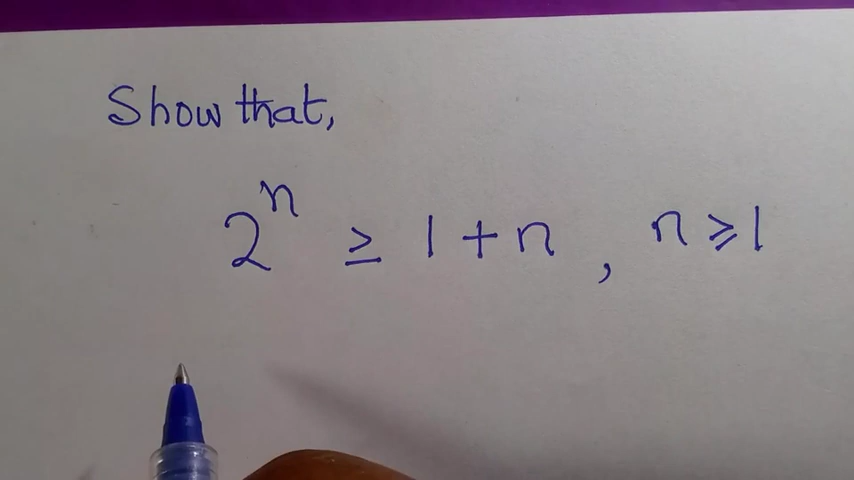 Show that,
2ⁿ ≥ 1 + n , n ⩾ 1